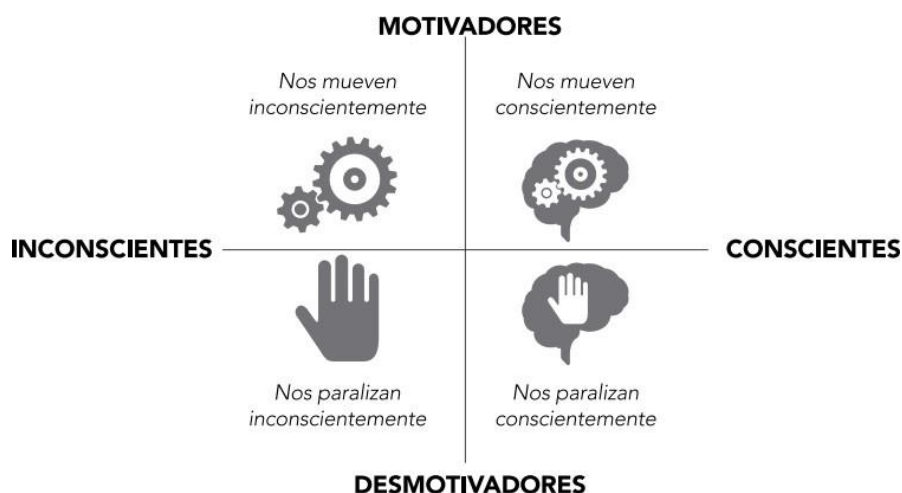 MOTIVADORES
Nos mueven
inconscientemente
Nos mueven
conscientemente
INCONSCIENTES
CONSCIENTES
Nos paralizan
inconscientemente
Nos paralizan
conscientemente
DESMOTIVADORES